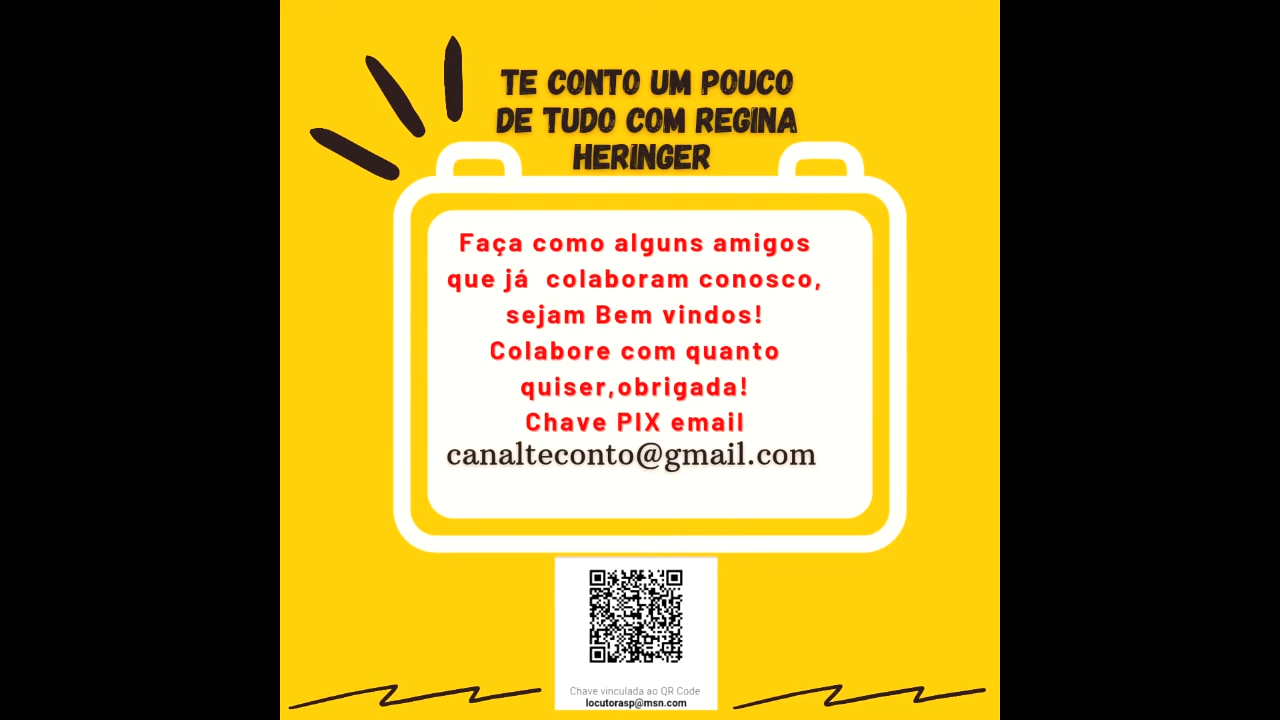 TE CONTO UM POUCO
DE TUDO COM REGINA
HERINGER
Faça como alguns amigos
que já colaboram conosco,
sejam Bem vindos!
Colabore com quanto
quiser,obrigada!
Chave PIX email
canalteconto@gmail.com
Chave vinculada ao QR Code
locutorasp@msn.com